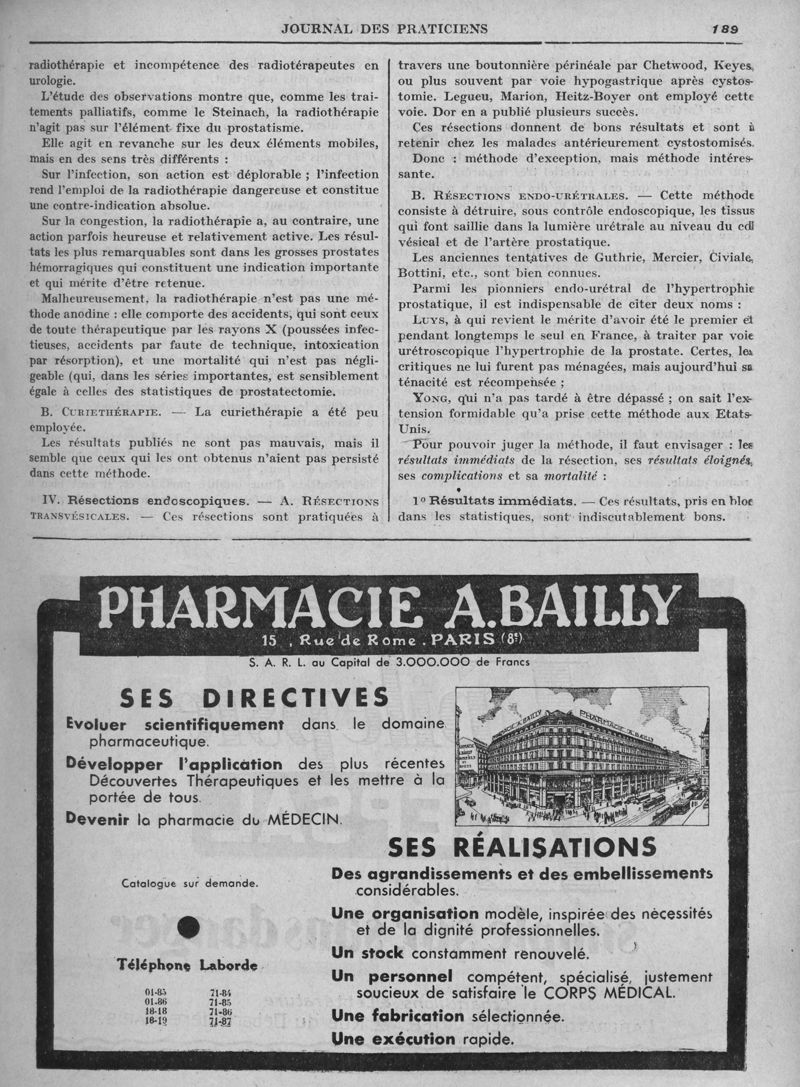 JOURNAL DES PRATICIENS
189
radiothérapie et incompétence des radiotérapeutes en
urologie.
L'étude des observations montre que, comme les trai-
tements palliatifs, comme le Steinach, la radiothérapie
n'agit pas sur l'élément fixe du prostatisme.
Elle agit en revanche sur les deux éléments mobiles,
mais en des sens très différents :
Sur l'infection, son action est déplorable ; l'infection
rend l'emploi de la radiothérapie dangereuse et constitue
une contre-indication absolue.
Sur la congestion, la radiothérapie a, au contraire, une
action parfois heureuse et relativement active. Les résul-
tats les plus remarquables sont dans les grosses prostates
hémorragiques qui constituent une indication importante
et qui mérite d'être retenue.
Malheureusement, la radiothérapie n'est pas une mé-
thode anodine : elle comporte des accidents, qui sont ceux
de toute thérapeutique par les rayons X (poussées infec-
tieuses, accidents par faute de technique, intoxication
par résorption), et une mortalité qui n'est pas négli-
geable (qui, dans les séries importantes, est sensiblement
égale à celles des statistiques de prostatectomie.
B. CURIETHÉRAPIE. — La curiethérapie a été peu
employée.
Les résultats publiés ne sont pas mauvais, mais il
semble que ceux qui les ont obtenus n'aient pas persisté
dans cette méthode.
IV. Résections endoscopiques. — A. RÉSECTIONS
TRANSVÉSICALES. — Ces résections sont pratiquées à
travers une boutonnière périnéale par Chetwood, Keyes,
ou plus souvent par voie hypogastrique après cystos-
tomie. Legueu, Marion, Heitz-Boyer ont employé cette
voie. Dor en a publié plusieurs succès.
Ces résections donnent de bons résultats et sont à
retenir chez les malades antérieurement cystostomisés.
Donc : méthode d'exception, mais méthode intéres-
sante.
B. RÉSECTIONS ENDO-URÉTRALES. — Cette méthode
consiste à détruire, sous contrôle endoscopique, les tissus
qui font saillie dans la lumière urétrale au niveau du col
vésical et de l'artère prostatique.
Les anciennes tentatives de Guthrie, Mercier, Civiale,
Bottini, etc., sont bien connues.
Parmi les pionniers endo-urétral de l'hypertrophie
prostatique, il est indispensable de citer deux noms :
LUYS, à qui revient le mérite d'avoir été le premier et
pendant longtemps le seul en France, à traiter par voie
urétroscopique l'hypertrophie de la prostate. Certes, les
critiques ne lui furent pas ménagées, mais aujourd'hui sa
ténacité est récompensée ;
YONG, qui n'a pas tardé à être dépassé ; on sait l'ex-
tension formidable qu'a prise cette méthode aux Etats-
Unis.
Pour pouvoir juger la méthode, il faut envisager : les
résultats immédiats de la résection, ses résultats éloignés,
ses complications et sa mortalité :
1º Résultats immédiats. — Ces résultats, pris en bloc
dans les statistiques, sont indiscutablement bons.
PHARMACIE A. BAILLY
15, Rue de Rome. PARIS (8e)
S. A. R. L. au Capital de 3.000.000 de Francs
SES DIRECTIVES
Evoluer scientifiquement dans le domaine
pharmaceutique.
Développer l'application des plus récentes
Découvertes Thérapeutiques et les mettre à la
portée de tous.
Devenir la pharmacie du MÉDECIN.
PHARMACIE A. BAILLY
PHARMACIE A. BAILLY
SES RÉALISATIONS
Des agrandissements et des embellissements
considérables.
Une organisation modèle, inspirée des nécessités
et de la dignité professionnelles.
Un stock constamment renouvelé.
Un personnel compétent, spécialisé, justement
soucieux de satisfaire le CORPS MÉDICAL.
Une fabrication sélectionnée.
Une exécution rapide.
Catalogue sur demande.
Téléphone Laborde
01-85 71-84
01-86 71-85
18-18 71-86
18-19 71-87